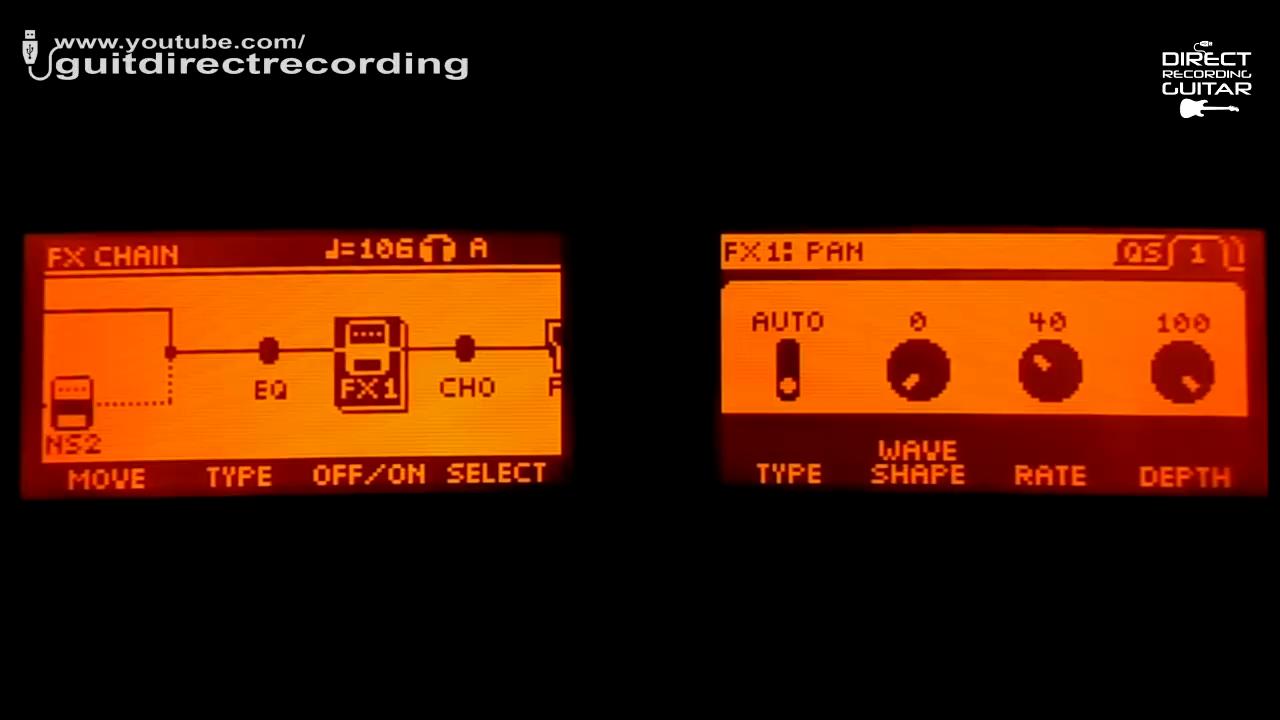 www.youtube.com/
guitdirectrecording
DIRECT
RECORDING
GUITAR
FX CHAIN ♩=106 A
EQ FX1 CHO
NS2
MOVE TYPE OFF/ON SELECT
FX1: PAN QS 1
AUTO 0 40 100
TYPE WAVE SHAPE RATE DEPTH